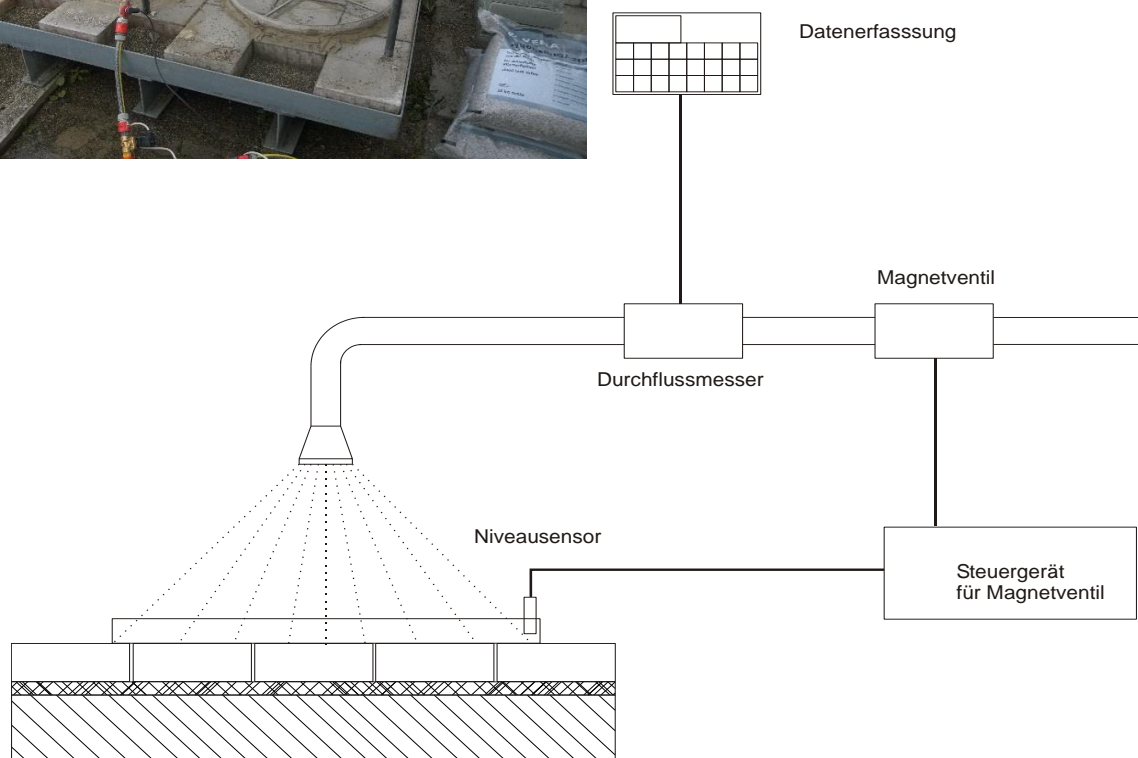 Datenerfasssung
Magnetventil
Durchflussmesser
Niveausensor
Steuergerät
für Magnetventil